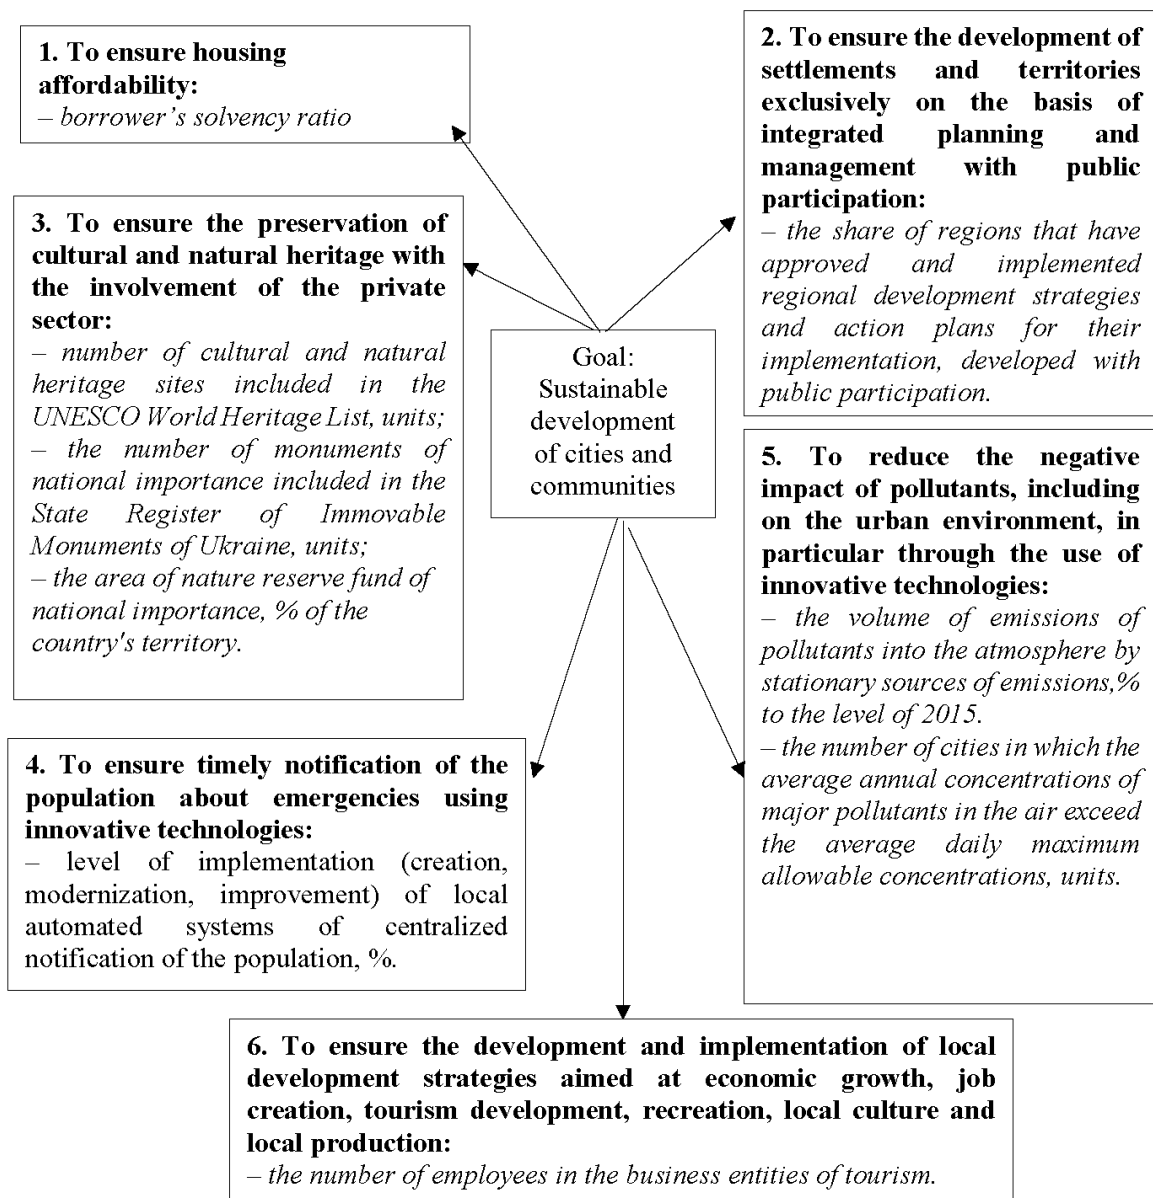 1. To ensure housing
affordability:
– borrower’s solvency ratio
2. To ensure the development of
settlements and territories
exclusively on the basis of
integrated planning and
management with public
participation:
– the share of regions that have
approved and implemented
regional development strategies
and action plans for their
implementation, developed with
public participation.
3. To ensure the preservation of
cultural and natural heritage with
the involvement of the private
sector:
– number of cultural and natural
heritage sites included in the
UNESCO World Heritage List, units;
– the number of monuments of
national importance included in the
State Register of Immovable
Monuments of Ukraine, units;
– the area of nature reserve fund of
national importance, % of the
country's territory.
Goal:
Sustainable
development
of cities and
communities
5. To reduce the negative
impact of pollutants, including
on the urban environment, in
particular through the use of
innovative technologies:
– the volume of emissions of
pollutants into the atmosphere by
stationary sources of emissions,%
to the level of 2015.
– the number of cities in which the
average annual concentrations of
major pollutants in the air exceed
the average daily maximum
allowable concentrations, units.
4. To ensure timely notification of the
population about emergencies using
innovative technologies:
– level of implementation (creation,
modernization, improvement) of local
automated systems of centralized
notification of the population, %.
6. To ensure the development and implementation of local
development strategies aimed at economic growth, job
creation, tourism development, recreation, local culture and
local production:
– the number of employees in the business entities of tourism.